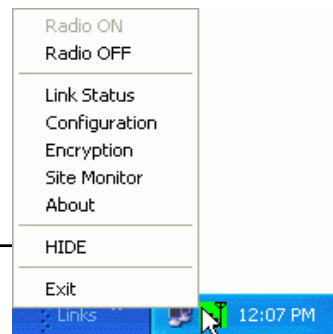 Radio ON
Radio OFF
Link Status
Configuration
Encryption
Site Monitor
About
HIDE
Exit
Links
12:07 PM